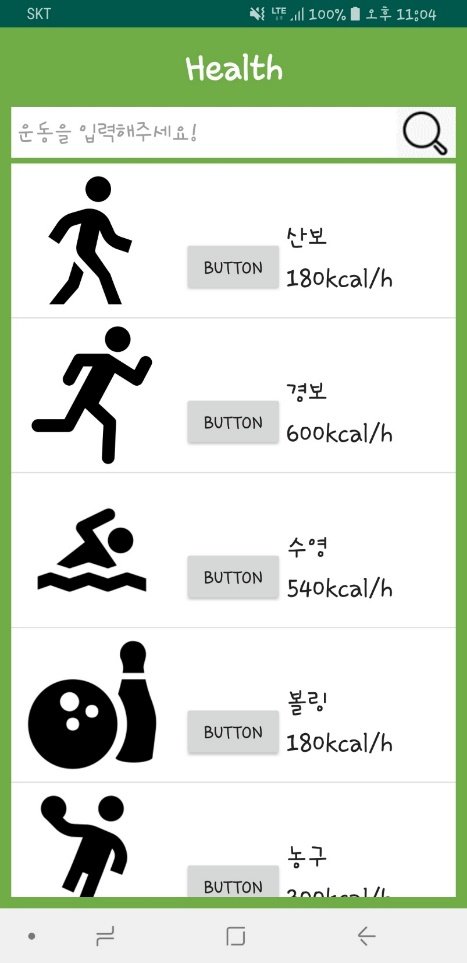 SKT LTE 100% 오후 11:04
Health
운동을 입력해주세요!
산보
BUTTON 180kcal/h
경보
BUTTON 600kcal/h
수영
BUTTON 540kcal/h
볼링
BUTTON 180kcal/h
농구
BUTTON